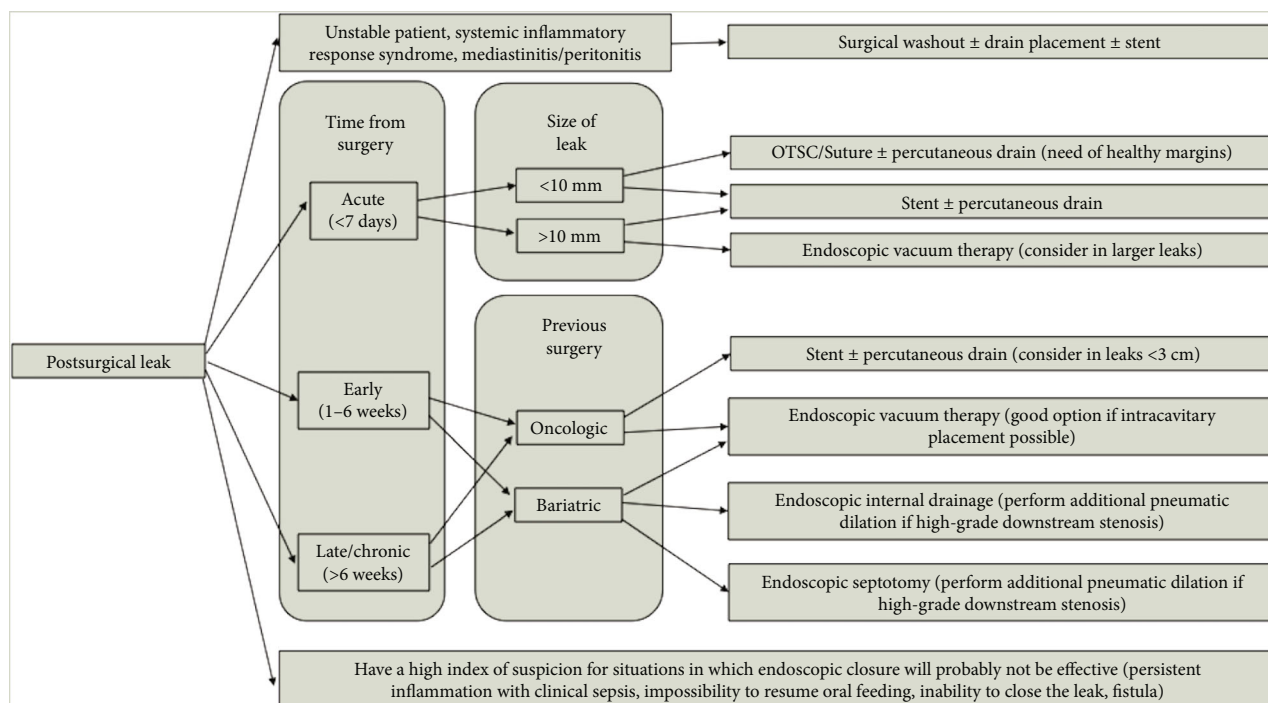 Unstable patient, systemic inflammatory
response syndrome, mediastinitis/peritonitis
Surgical washout ± drain placement ± stent
Time from
surgery
Size of
leak
Acute
(<7 days)
<10 mm
>10 mm
OTSC/Suture ± percutaneous drain (need of healthy margins)
Stent ± percutaneous drain
Endoscopic vacuum therapy (consider in larger leaks)
Postsurgical leak
Early
(1–6 weeks)
Late/chronic
(>6 weeks)
Previous
surgery
Oncologic
Bariatric
Stent ± percutaneous drain (consider in leaks <3 cm)
Endoscopic vacuum therapy (good option if intracavitary
placement possible)
Endoscopic internal drainage (perform additional pneumatic
dilation if high-grade downstream stenosis)
Endoscopic septotomy (perform additional pneumatic dilation if
high-grade downstream stenosis)
Have a high index of suspicion for situations in which endoscopic closure will probably not be effective (persistent
inflammation with clinical sepsis, impossibility to resume oral feeding, inability to close the leak, fistula)